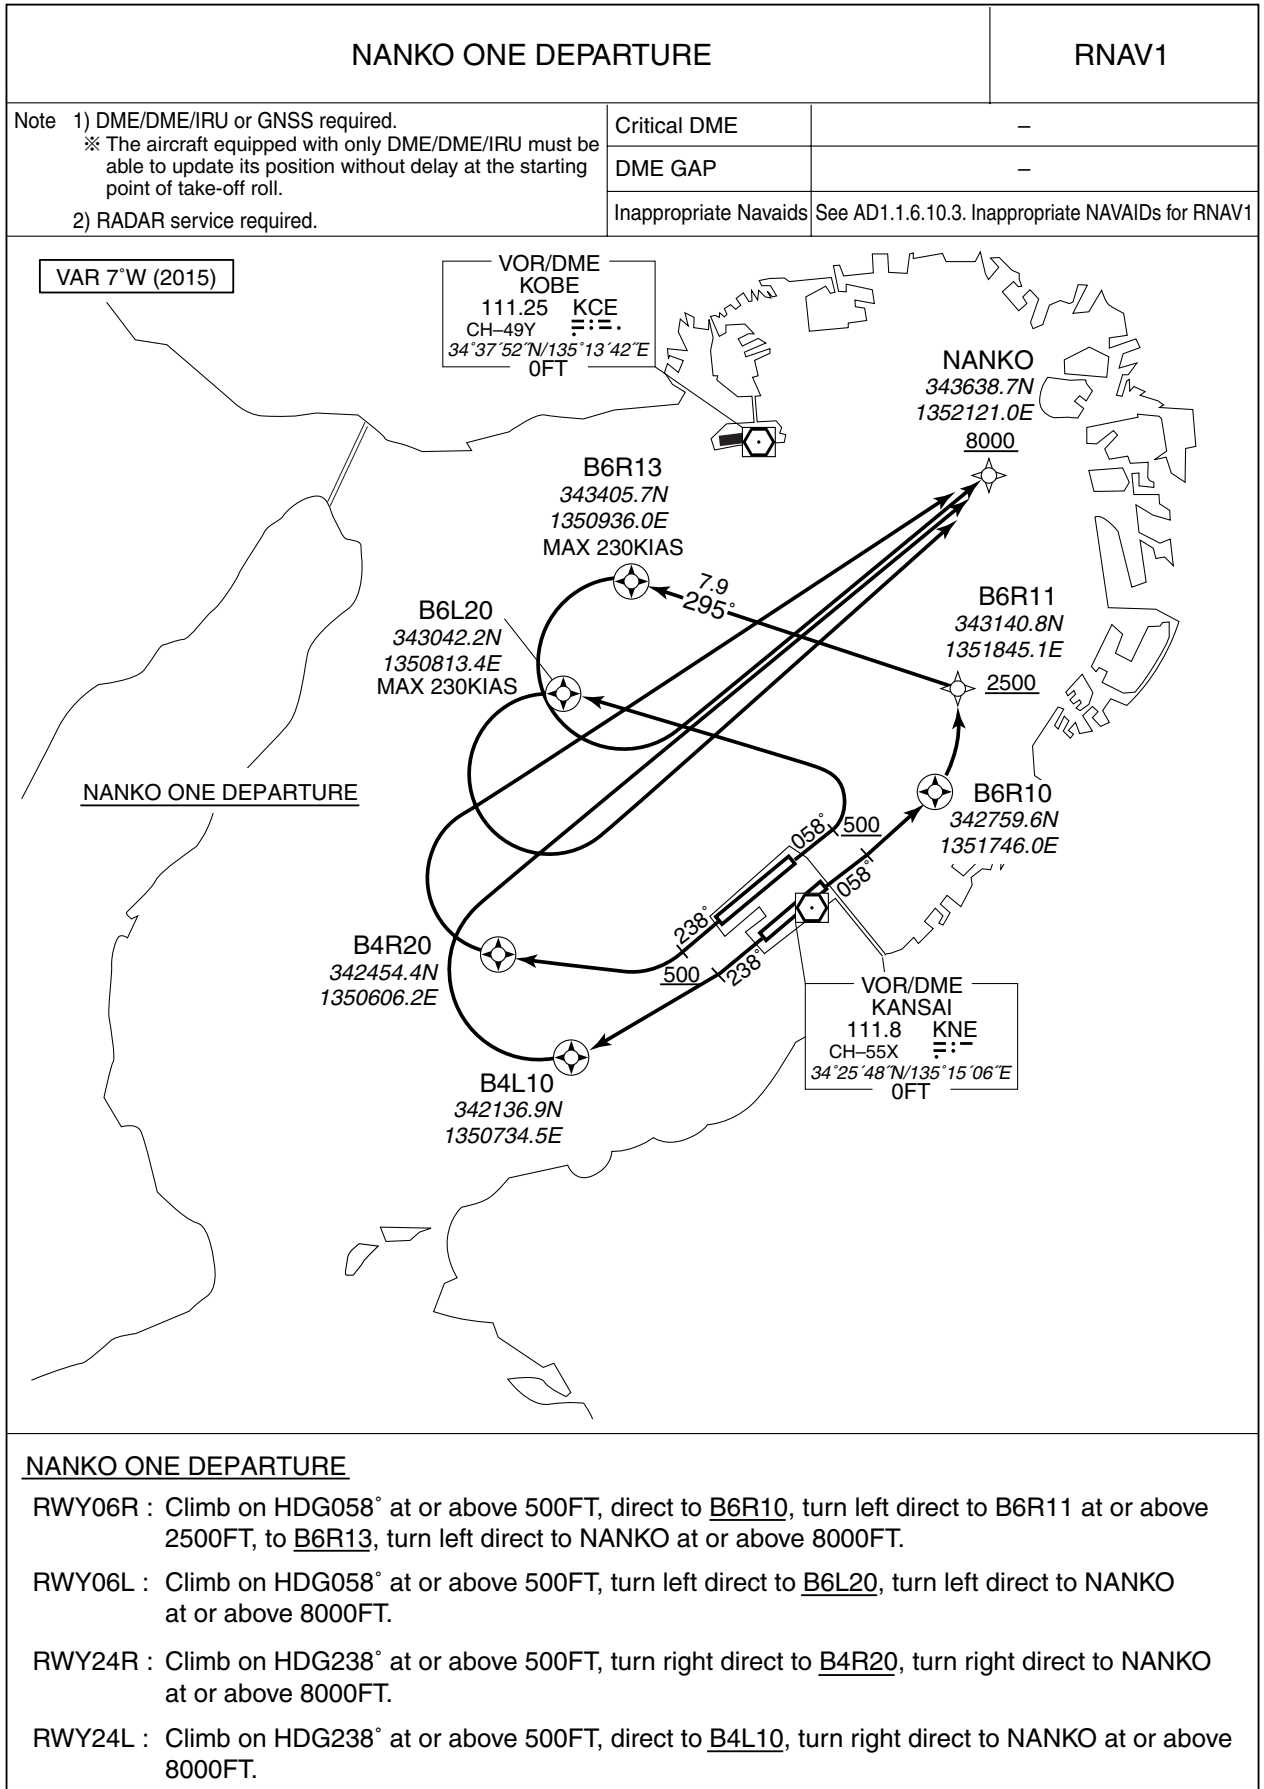 NANKO ONE DEPARTURE
RNAV1
Note 1) DME/DME/IRU or GNSS required.
※ The aircraft equipped with only DME/DME/IRU must be
able to update its position without delay at the starting
point of take-off roll.
2) RADAR service required.
Critical DME –
DME GAP –
Inappropriate Navaids See AD1.1.6.10.3. Inappropriate NAVAIDs for RNAV1
VAR 7˚W (2015)
VOR/DME
KOBE
111.25 KCE
CH–49Y
34˚37´52˝N/135˚13´42˝E
0FT
NANKO
343638.7N
1352121.0E
8000
B6R13
343405.7N
1350936.0E
MAX 230KIAS
7.9
295˚
B6L20
343042.2N
1350813.4E
MAX 230KIAS
B6R11
343140.8N
1351845.1E
2500
NANKO ONE DEPARTURE
B6R10
342759.6N
1351746.0E
058˚
500
058˚
238˚
500
238˚
B4R20
342454.4N
1350606.2E
VOR/DME
KANSAI
111.8 KNE
CH–55X
34˚25´48˝N/135˚15´06˝E
0FT
B4L10
342136.9N
1350734.5E
NANKO ONE DEPARTURE
RWY06R : Climb on HDG058˚ at or above 500FT, direct to B6R10, turn left direct to B6R11 at or above
2500FT, to B6R13, turn left direct to NANKO at or above 8000FT.
RWY06L : Climb on HDG058˚ at or above 500FT, turn left direct to B6L20, turn left direct to NANKO
at or above 8000FT.
RWY24R : Climb on HDG238˚ at or above 500FT, turn right direct to B4R20, turn right direct to NANKO
at or above 8000FT.
RWY24L : Climb on HDG238˚ at or above 500FT, direct to B4L10, turn right direct to NANKO at or above
8000FT.